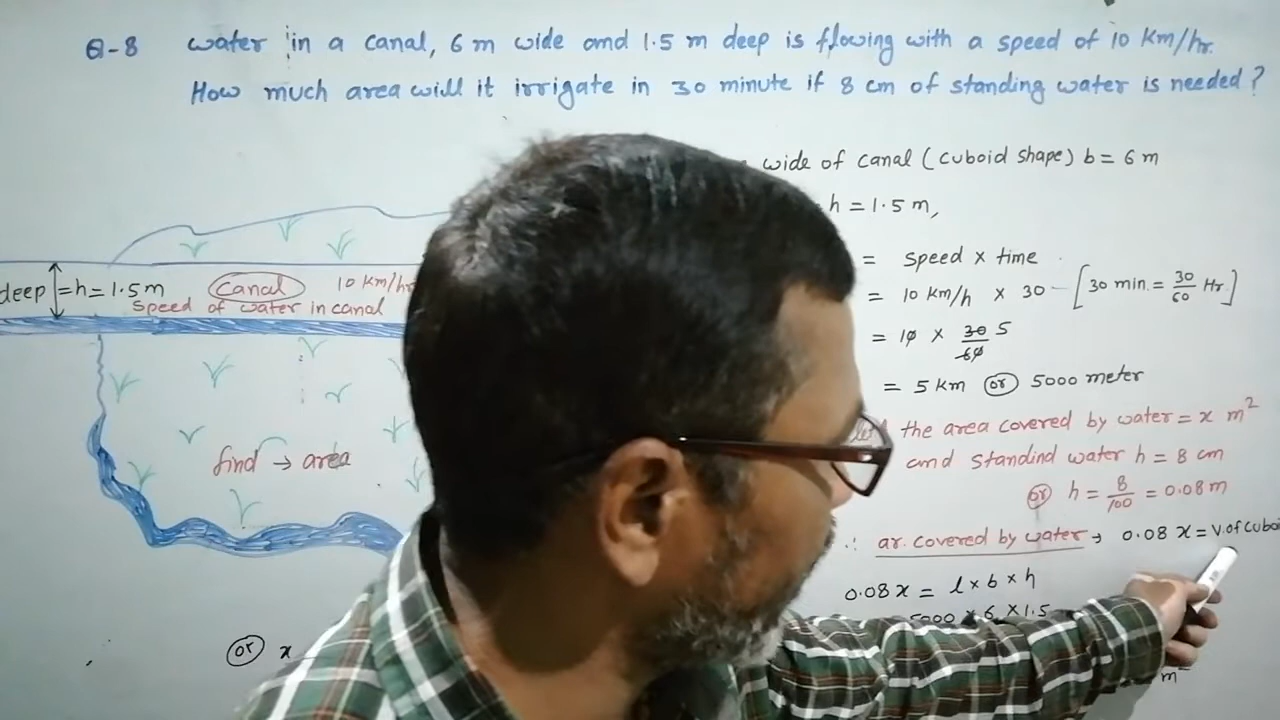 Q-8 water in a canal, 6 m wide and 1.5 m deep is flowing with a speed of 10 Km/hr.
How much area will it irrigate in 30 minute if 8 cm of standing water is needed?
wide of canal (cuboid shape) b = 6 m
h = 1.5 m,
deep = h = 1.5 m
Canal
10 km/hr
Speed of water in canal
= speed × time
= 10 km/h × 30 [30 min. = 30/60 Hr]
= 10 × 30/60 5
= 5 km or 5000 meter
the area covered by water = x m²
and standind water h = 8 cm
or h = 8/100 = 0.08 m
find → area
∴ ar. covered by water → 0.08 x = V. of cubo
0.08 x = l × b × h
5000 × 6 × 1.5
or x
m